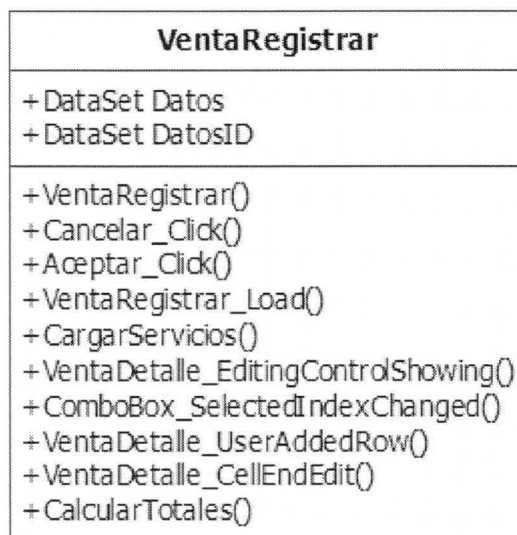 VentaRegistrar
+DataSet Datos
+DataSet DatosID
+VentaRegistrar()
+Cancelar_Click()
+Aceptar_Click()
+VentaRegistrar_Load()
+CargarServicios()
+VentaDetalle_EditingControlShowing()
+ComboBox_SelectedIndexChanged()
+VentaDetalle_UserAddedRow()
+VentaDetalle_CellEndEdit()
+CalcularTotales()